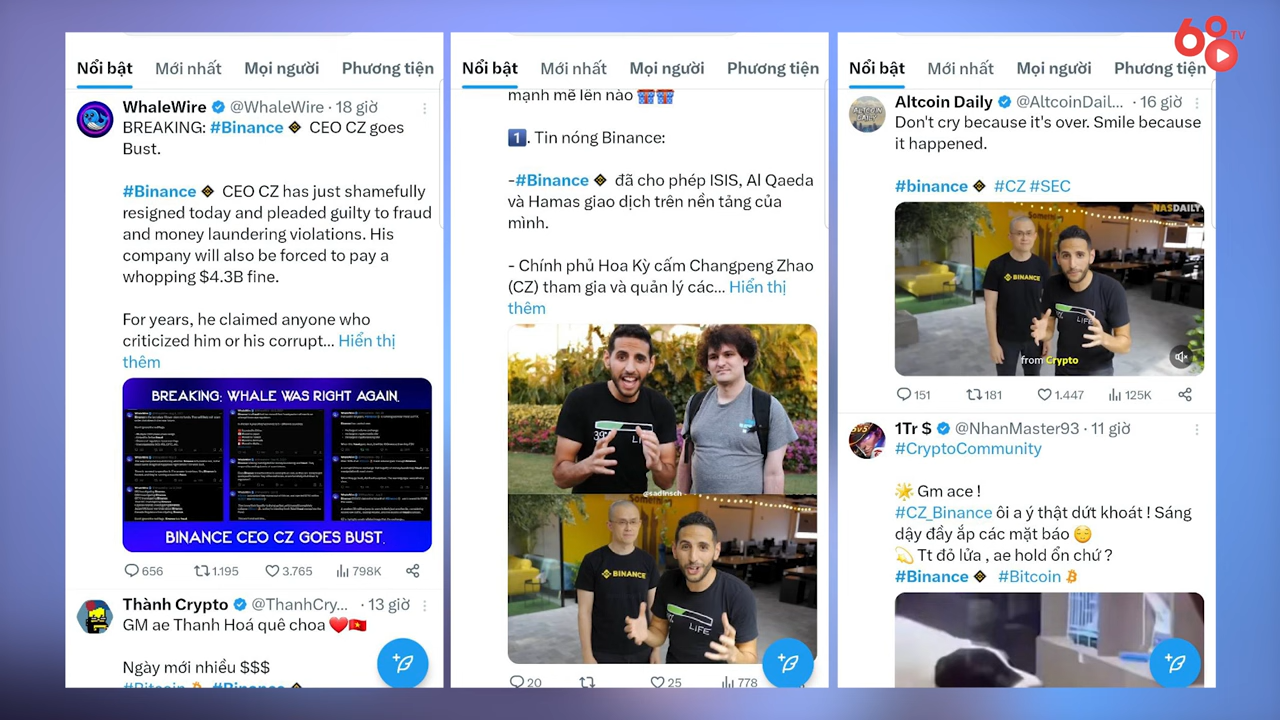 68 TV
Nổi bật Mới nhất Mọi người Phương tiện
WhaleWire @WhaleWire · 18 giờ
BREAKING: #Binance CEO CZ goes
Bust.
#Binance CEO CZ has just shamefully
resigned today and pleaded guilty to fraud
and money laundering violations. His
company will also be forced to pay a
whopping $4.3B fine.
For years, he claimed anyone who
criticized him or his corrupt... Hiển thị
thêm
BREAKING: WHALE WAS RIGHT AGAIN.
BINANCE CEO CZ GOES BUST.
656 1.195 3.765 798K
Thành Crypto @ThanhCry... · 13 giờ
GM ae Thanh Hoá quê choa
Ngày mới nhiều $$$
#Bitcoin #Binance
Nổi bật Mới nhất Mọi người Phương tiện
mạnh mẽ lên nào
1. Tin nóng Binance:
-#Binance đã cho phép ISIS, Al Qaeda
và Hamas giao dịch trên nền tảng của
mình.
- Chính phủ Hoa Kỳ cấm Changpeng Zhao
(CZ) tham gia và quản lý các... Hiển thị
thêm
LIFE
@sadinsch
BINANCE
LIFE
20 25 778
Nổi bật Mới nhất Mọi người Phương tiện
Altcoin Daily @AltcoinDail... · 16 giờ
Don't cry because it's over. Smile because
it happened.
#binance #CZ #SEC
NASDAILY
BINANCE
from Crypto
151 181 1.447 125K
1Tr $ @NhanMaster33 · 11 giờ
#CryptoCommunity
Gm ae !
#CZ_Binance ôi a ý thật dứt khoát ! Sáng
dậy đầy ắp các mặt báo
Tt đỏ lửa , ae hold ổn chứ ?
#Binance #Bitcoin